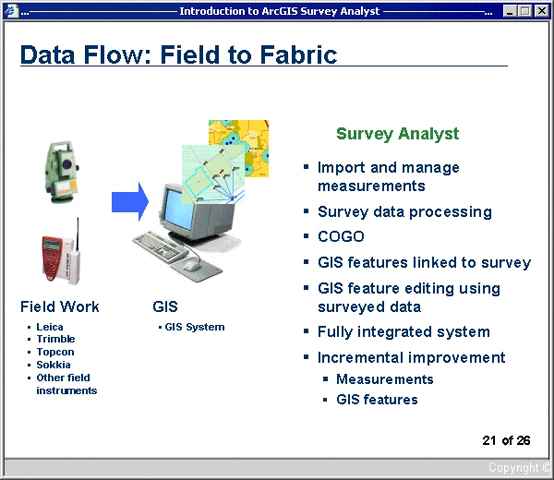 ... Introduction to ArcGIS Survey Analyst ...
Data Flow: Field to Fabric
Field Work
Leica
Trimble
Topcon
Sokkia
Other field
instruments
GIS
GIS System
Survey Analyst
Import and manage
measurements
Survey data processing
COGO
GIS features linked to survey
GIS feature editing using
surveyed data
Fully integrated system
Incremental improvement
Measurements
GIS features
21 of 26
Copyright ©